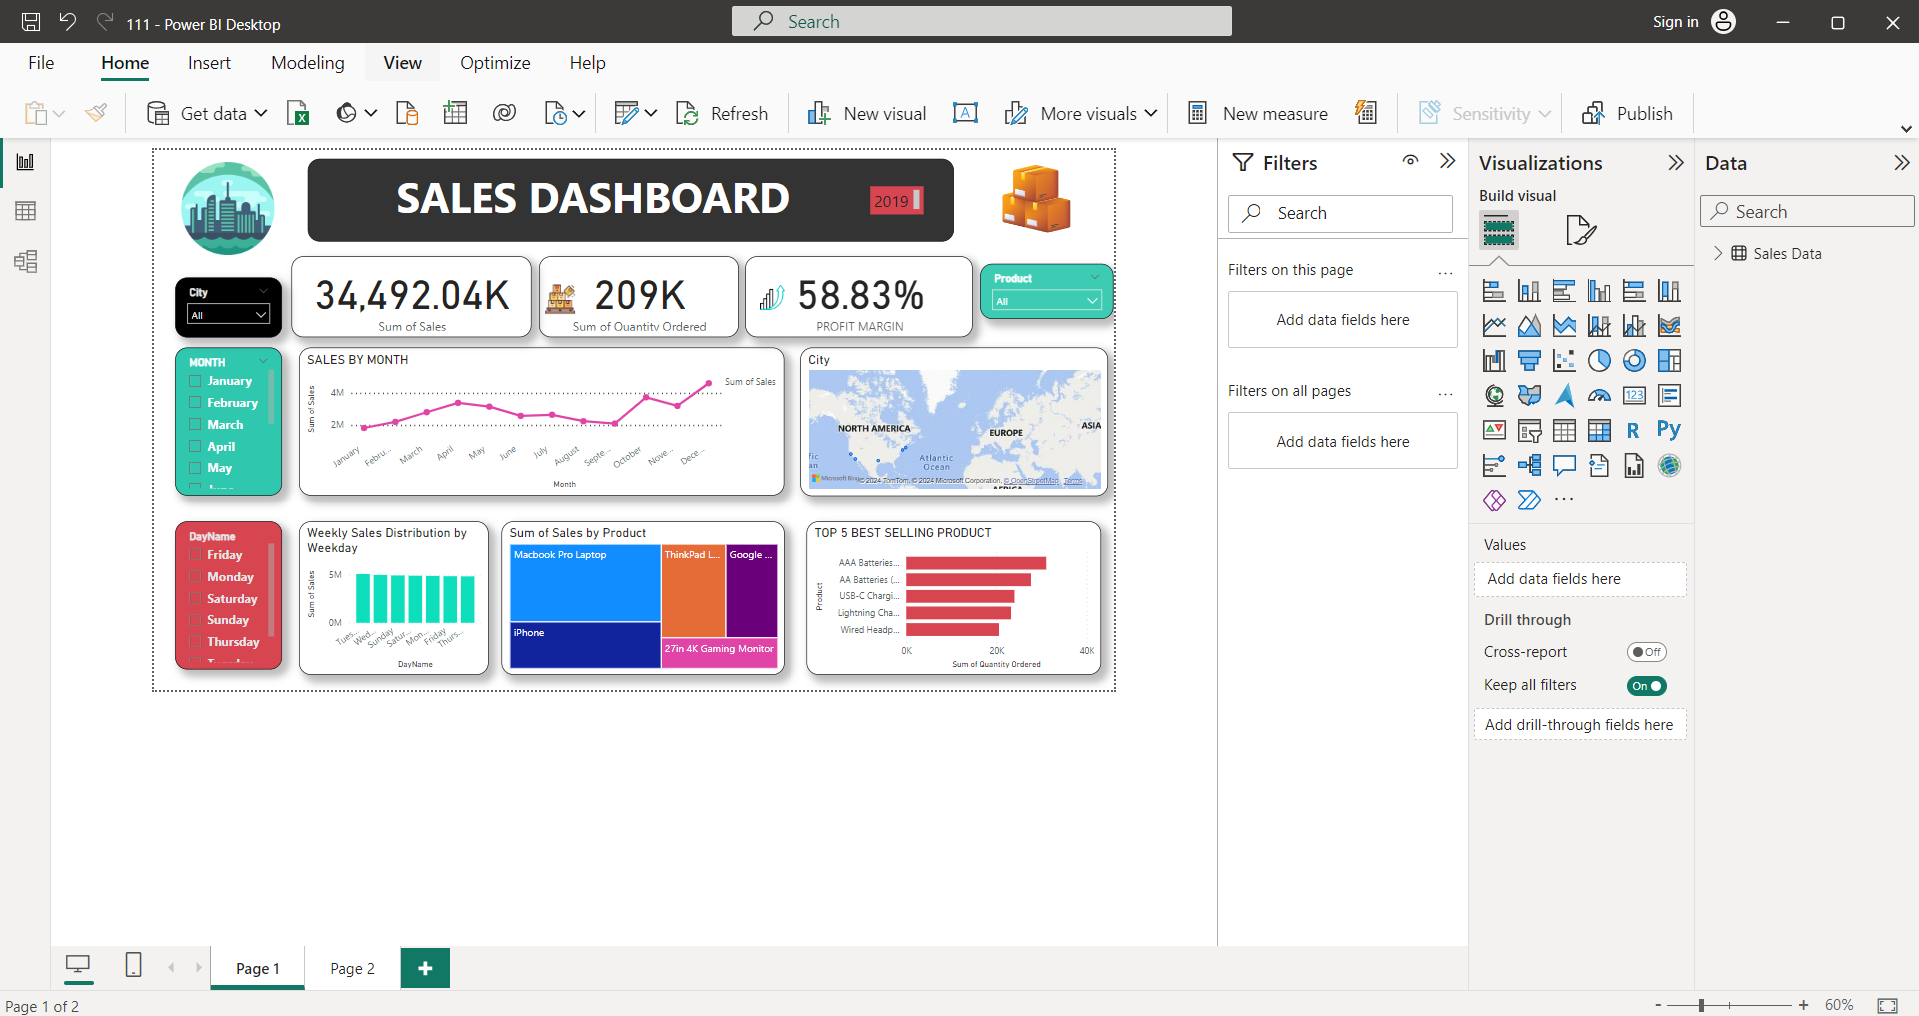 111 - Power BI Desktop
Search
Sign in
File
Home
Insert
Modeling
View
Optimize
Help
Get data
Refresh
New visual
More visuals
New measure
Sensitivity
Publish
SALES DASHBOARD
2019
City
All
34,492.04K
Sum of Sales
209K
Sum of Quantity Ordered
58.83%
PROFIT MARGIN
Product
All
MONTH
January
February
March
April
May
SALES BY MONTH
Sum of Sales
4M
2M
Sum of Sales
January
Febru...
March
April
May
June
July
August
Septe...
October
Nove...
Dece...
Month
City
NORTH AMERICA
EUROPE
ASIA
Atlantic
Ocean
Microsoft Bing
© 2024 TomTom, © 2024 Microsoft Corporation, © OpenStreetMap Terms
DayName
Friday
Monday
Saturday
Sunday
Thursday
Weekly Sales Distribution by
Weekday
Sum of Sales
5M
0M
Tues...
Wed...
Sunday
Satur...
Mon...
Friday
Thurs...
DayName
Sum of Sales by Product
Macbook Pro Laptop
ThinkPad L...
Google ...
iPhone
27in 4K Gaming Monitor
TOP 5 BEST SELLING PRODUCT
Product
AAA Batteries...
AA Batteries (...
USB-C Chargi...
Lightning Cha...
Wired Headp...
0K
20K
40K
Sum of Quantity Ordered
Filters
Search
Filters on this page
...
Add data fields here
Filters on all pages
...
Add data fields here
Visualizations
Build visual
123
R
Py
...
Values
Add data fields here
Drill through
Cross-report
Off
Keep all filters
On
Add drill-through fields here
Data
Search
Sales Data
Page 1
Page 2
+
Page 1 of 2
- + 60%